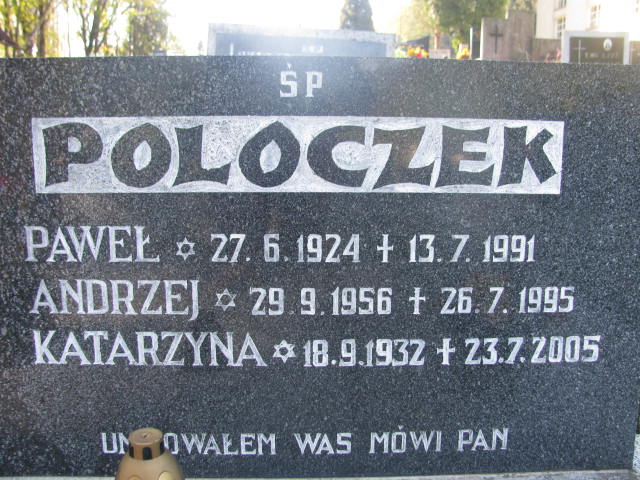 ŚP
POLOCZEK
PAWEŁ ✡ 27.6.1924 ✝ 13.7.1991
ANDRZEJ ✡ 29.9.1956 ✝ 26.7.1995
KATARZYNA ✡ 18.9.1932 ✝ 23.7.2005
WAS MÓWI PAN